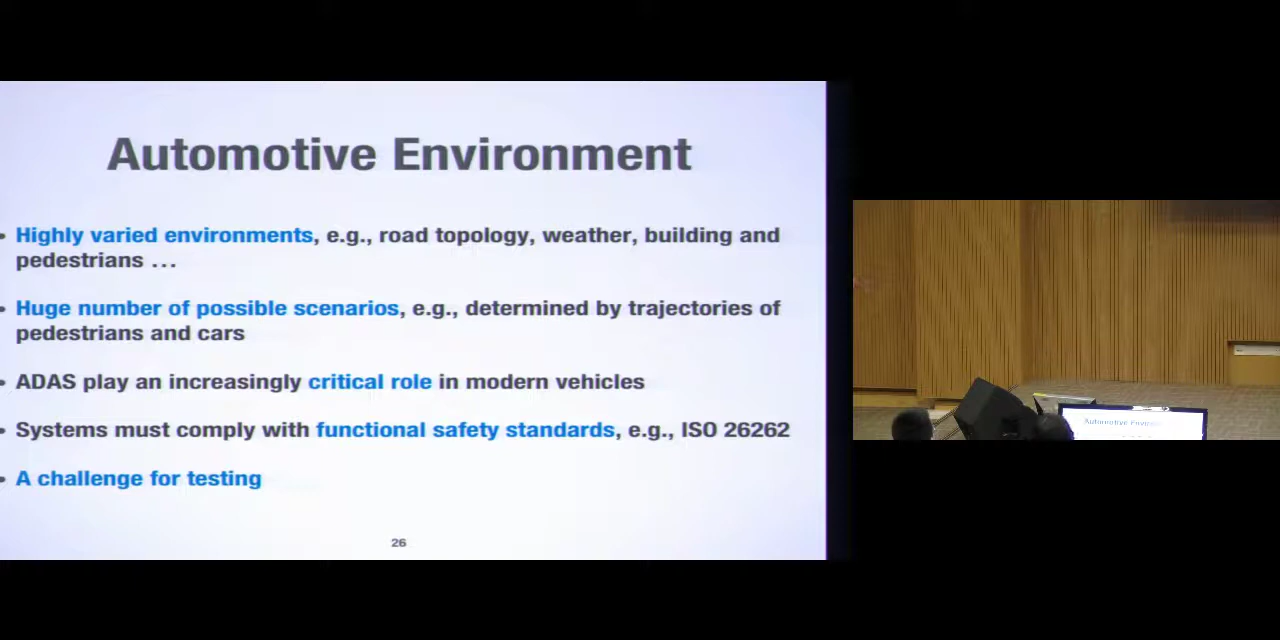 Automotive Environment
• Highly varied environments, e.g., road topology, weather, building and
pedestrians …
• Huge number of possible scenarios, e.g., determined by trajectories of
pedestrians and cars
• ADAS play an increasingly critical role in modern vehicles
• Systems must comply with functional safety standards, e.g., ISO 26262
• A challenge for testing
26
Automotive Environ